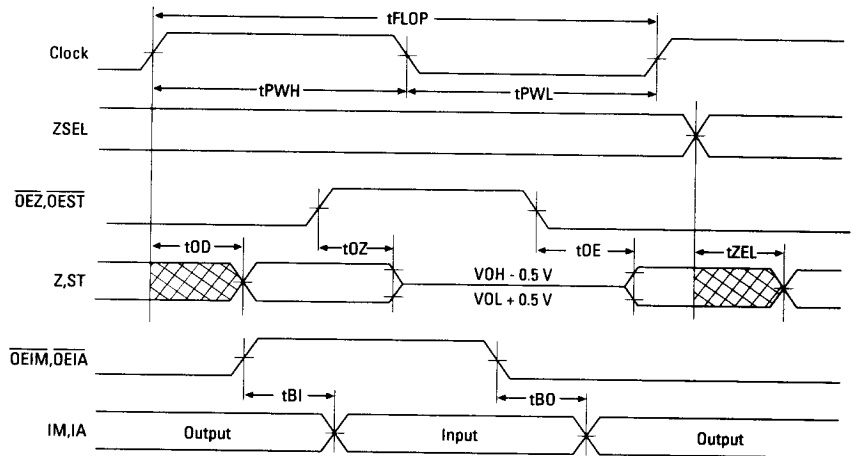 tFLOP
Clock
tPWH
tPWL
ZSEL
OEZ,OEST
tOD
tOZ
tOE
tZEL
Z,ST
VOH - 0.5 V
VOL + 0.5 V
OEIM,OEIA
tBI
tBO
IM,IA
Output
Input
Output